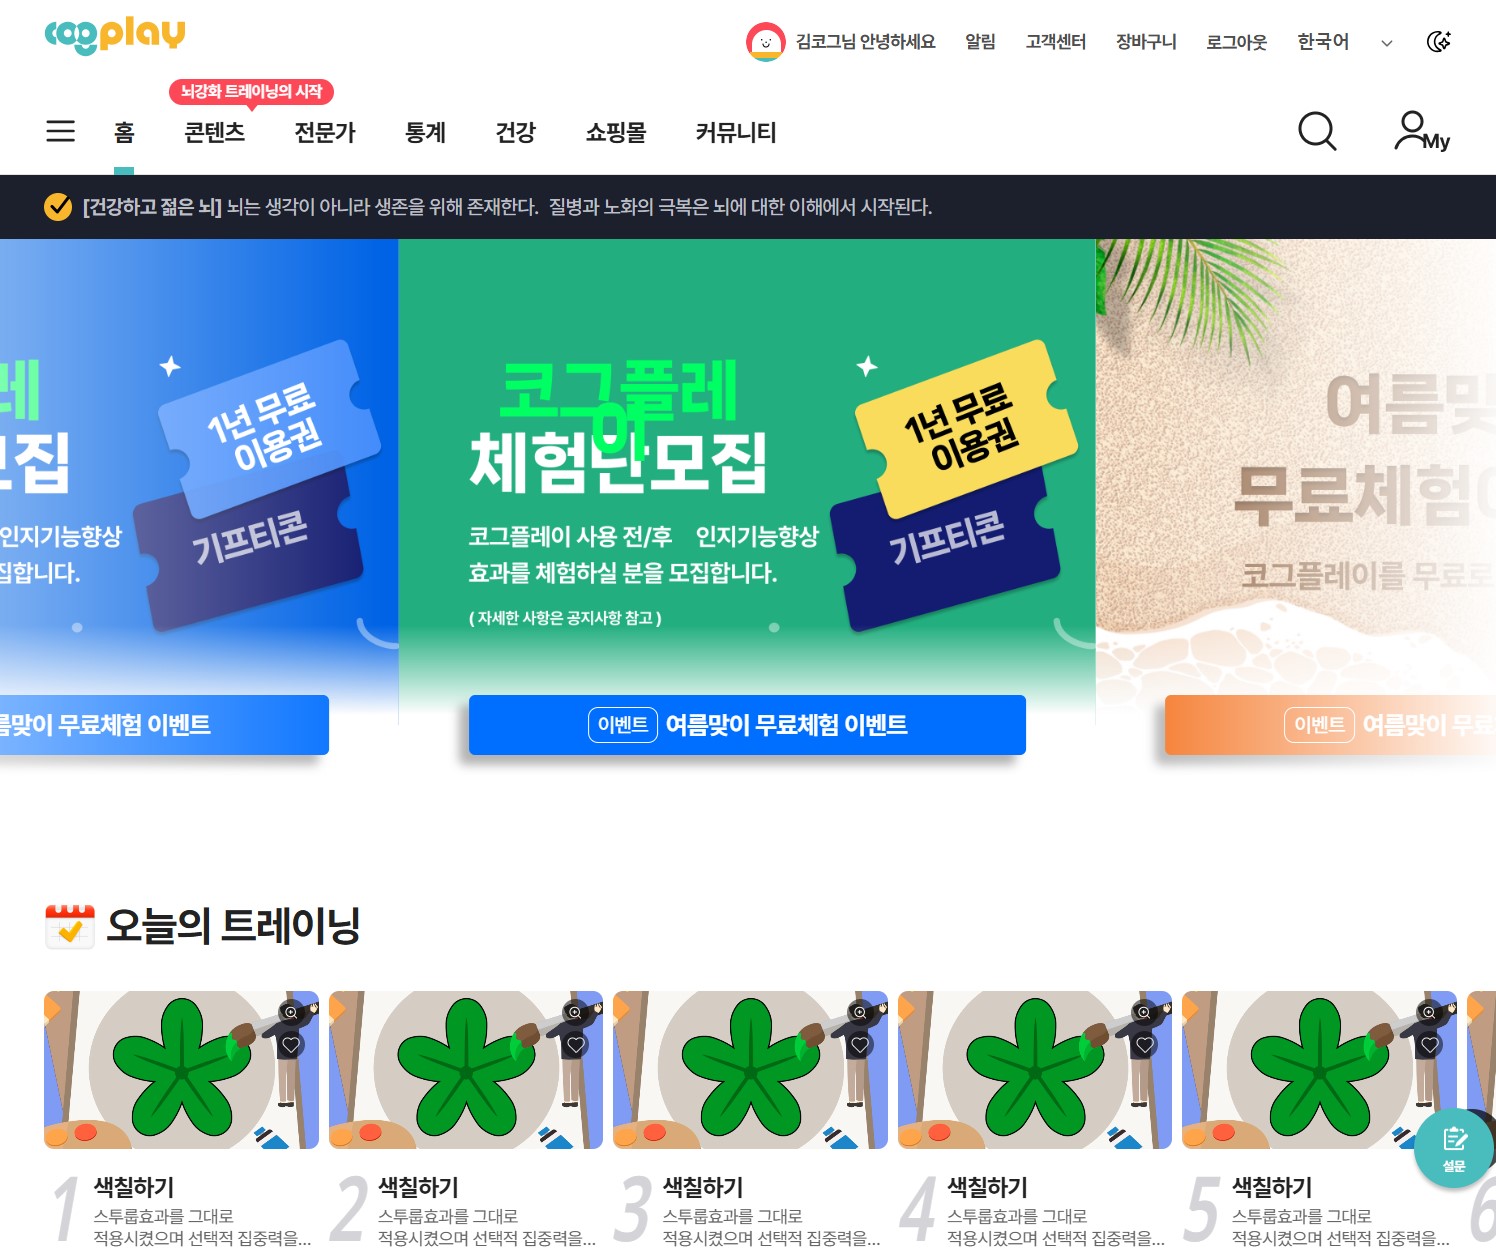 cogplay
김코그님 안녕하세요 알림 고객센터 장바구니 로그아웃 한국어
뇌강화 트레이닝의 시작
홈 콘텐츠 전문가 통계 건강 쇼핑몰 커뮤니티 My
[건강하고 젊은 뇌] 뇌는 생각이 아니라 생존을 위해 존재한다. 질병과 노화의 극복은 뇌에 대한 이해에서 시작된다.
레
모집
인지기능향상
집합니다.
1년 무료
이용권
기프티콘
름맞이 무료체험 이벤트
코그플레
이
체험단모집
코그플레이 사용 전/후 인지기능향상
효과를 체험하실 분을 모집합니다.
( 자세한 사항은 공지사항 참고 )
1년 무료
이용권
기프티콘
이벤트 여름맞이 무료체험 이벤트
여름맞
무료체험
코그플레이를 무료로
이벤트 여름맞이 무료
오늘의 트레이닝
설문
1 색칠하기
스투룹효과를 그대로
적용시켰으며 선택적 집중력을...
2 색칠하기
스투룹효과를 그대로
적용시켰으며 선택적 집중력을...
3 색칠하기
스투룹효과를 그대로
적용시켰으며 선택적 집중력을...
4 색칠하기
스투룹효과를 그대로
적용시켰으며 선택적 집중력을...
5 색칠하기
스투룹효과를 그대로
적용시켰으며 선택적 집중력을...
6